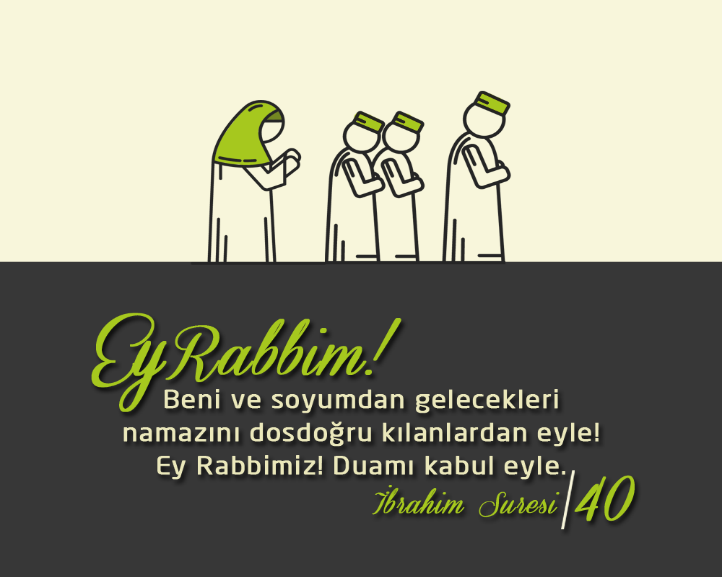 Ey Rabbim!
Beni ve soyumdan gelecekleri
namazını dosdoğru kılanlardan eyle!
Ey Rabbimiz! Duamı kabul eyle.
İbrahim Suresi/40